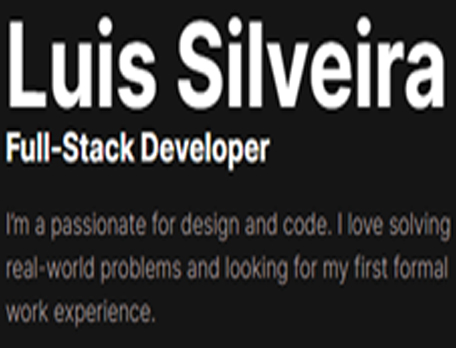 Luis Silveira
Full-Stack Developer
I'm a passionate for design and code. I love solving
real-world problems and looking for my first formal
work experience.